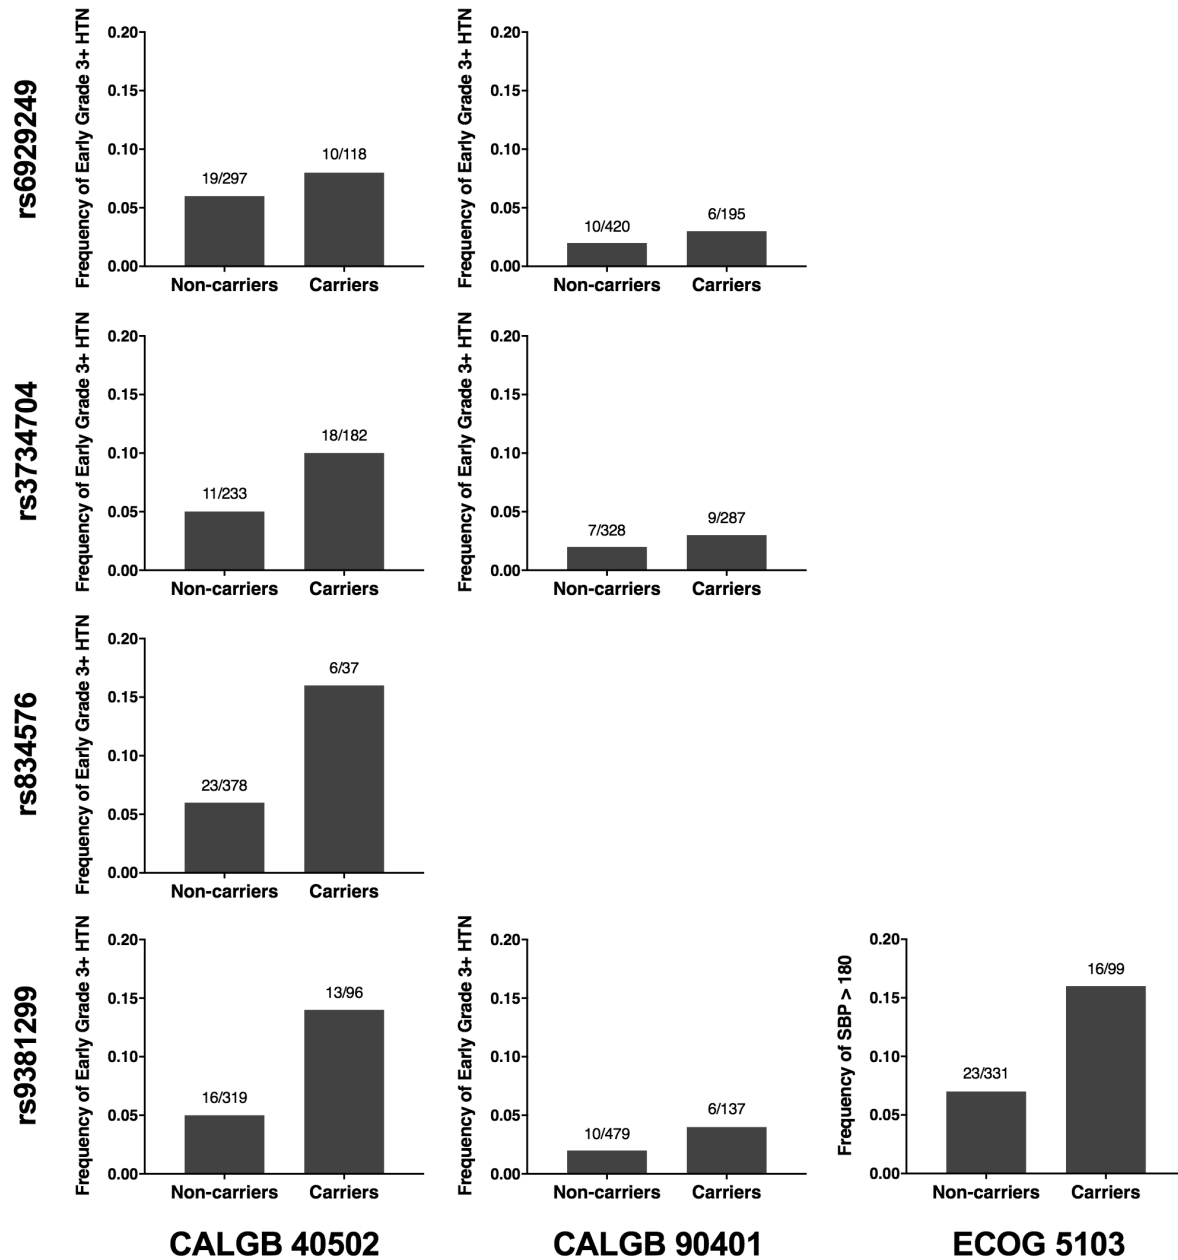 rs6929249
Frequency of Early Grade 3+ HTN
0.20
0.15
0.10
0.05
0.00
19/297
10/118
Non-carriers
Carriers
Frequency of Early Grade 3+ HTN
0.20
0.15
0.10
0.05
0.00
10/420
6/195
Non-carriers
Carriers
rs3734704
Frequency of Early Grade 3+ HTN
0.20
0.15
0.10
0.05
0.00
11/233
18/182
Non-carriers
Carriers
Frequency of Early Grade 3+ HTN
0.20
0.15
0.10
0.05
0.00
7/328
9/287
Non-carriers
Carriers
rs834576
Frequency of Early Grade 3+ HTN
0.20
0.15
0.10
0.05
0.00
23/378
6/37
Non-carriers
Carriers
rs9381299
Frequency of Early Grade 3+ HTN
0.20
0.15
0.10
0.05
0.00
16/319
13/96
Non-carriers
Carriers
Frequency of Early Grade 3+ HTN
0.20
0.15
0.10
0.05
0.00
10/479
6/137
Non-carriers
Carriers
Frequency of SBP > 180
0.20
0.15
0.10
0.05
0.00
23/331
16/99
Non-carriers
Carriers
CALGB 40502
CALGB 90401
ECOG 5103